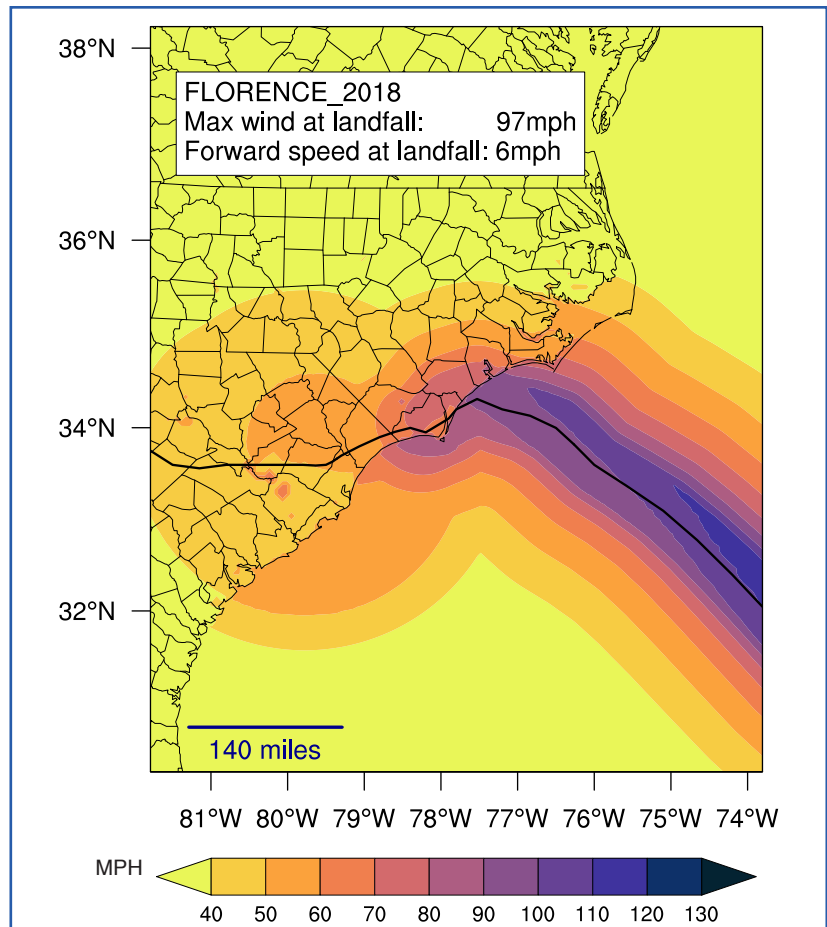 38°N
FLORENCE_2018
Max wind at landfall: 97mph
Forward speed at landfall: 6mph
36°N
34°N
32°N
140 miles
81°W 80°W 79°W 78°W 77°W 76°W 75°W 74°W
MPH
40 50 60 70 80 90 100 110 120 130